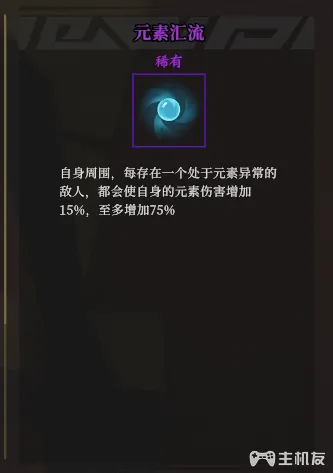 元素汇流
稀有
自身周围，每存在一个处于元素异常的
敌人，都会使自身的元素伤害增加
15%，至多增加75%
主机友